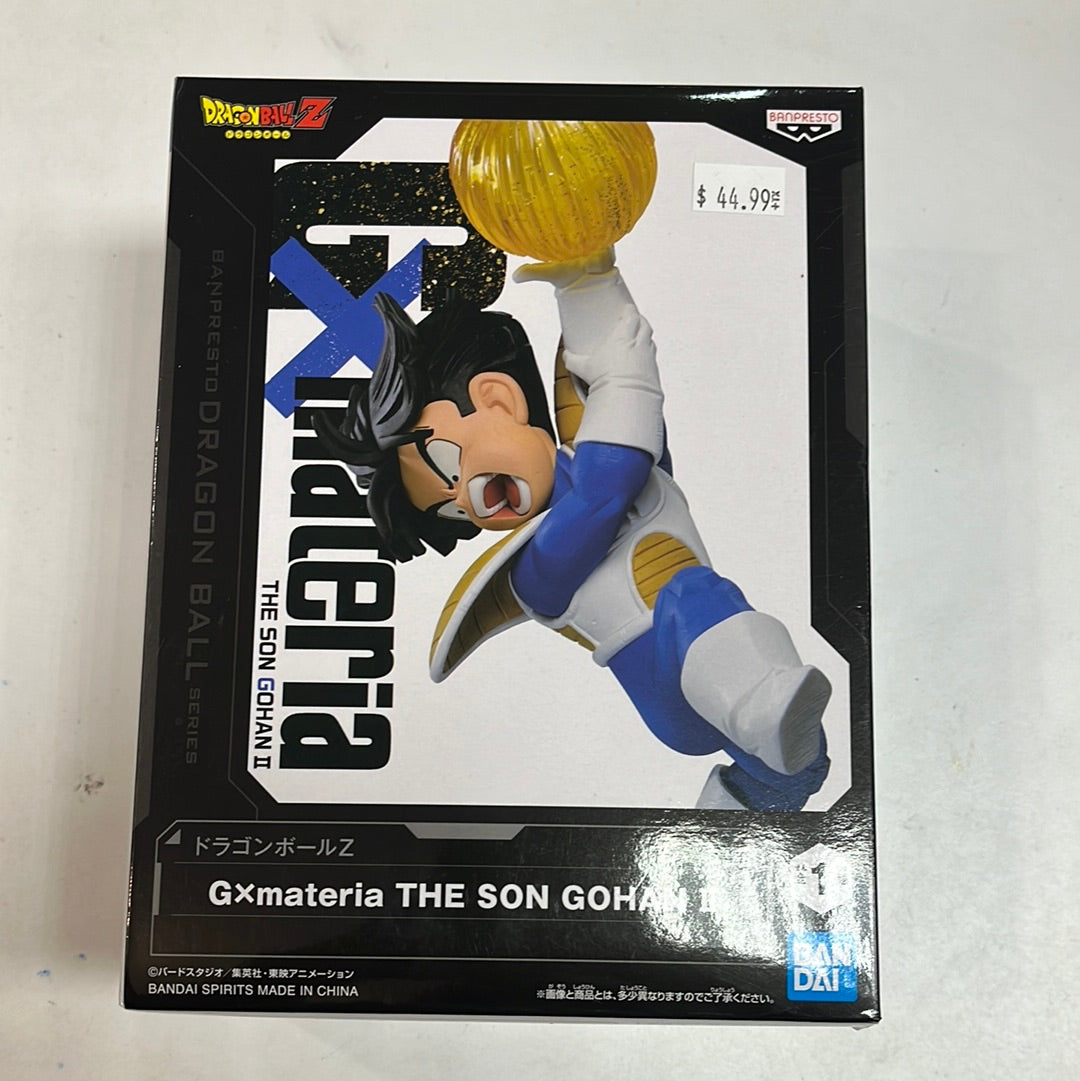 DRAGON BALL Z
ドラゴンボール
BANPRESTO
$ 44.99
G×materia
THE SON GOHAN II
BANPRESTO DRAGON BALL SERIES
ドラゴンボールZ
G×materia THE SON GOHAN II
1
BANDAI
©バードスタジオ/集英社・東映アニメーション
BANDAI SPIRITS MADE IN CHINA
※画像と商品とは、多少異なりますのでご了承ください。